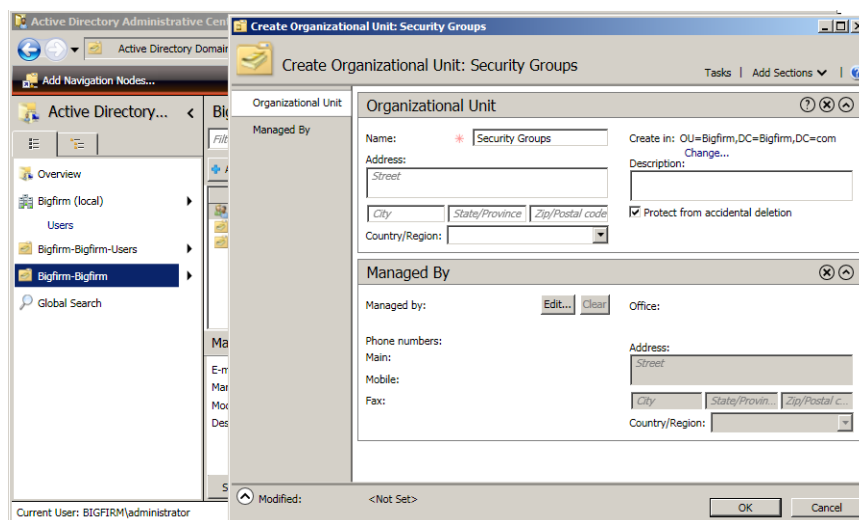 Active Directory Administrative Cen
Active Directory Domain
Add Navigation Nodes...
Active Directory...
Overview
Bigfirm (local)
Users
Bigfirm-Bigfirm-Users
Bigfirm-Bigfirm
Global Search
Filt
Current User: BIGFIRM\administrator
Create Organizational Unit: Security Groups
Create Organizational Unit: Security Groups
Tasks | Add Sections
Organizational Unit
Managed By
Organizational Unit
Name: * Security Groups
Create in: OU=Bigfirm,DC=Bigfirm,DC=com
Change...
Address:
Description:
Street
City State/Province Zip/Postal code
Protect from accidental deletion
Country/Region:
Managed By
Managed by: Edit... Clear Office:
Phone numbers:
Main:
Address:
Street
Mobile:
Fax:
City State/Provin... Zip/Postal c...
Country/Region:
Modified: <Not Set>
OK Cancel